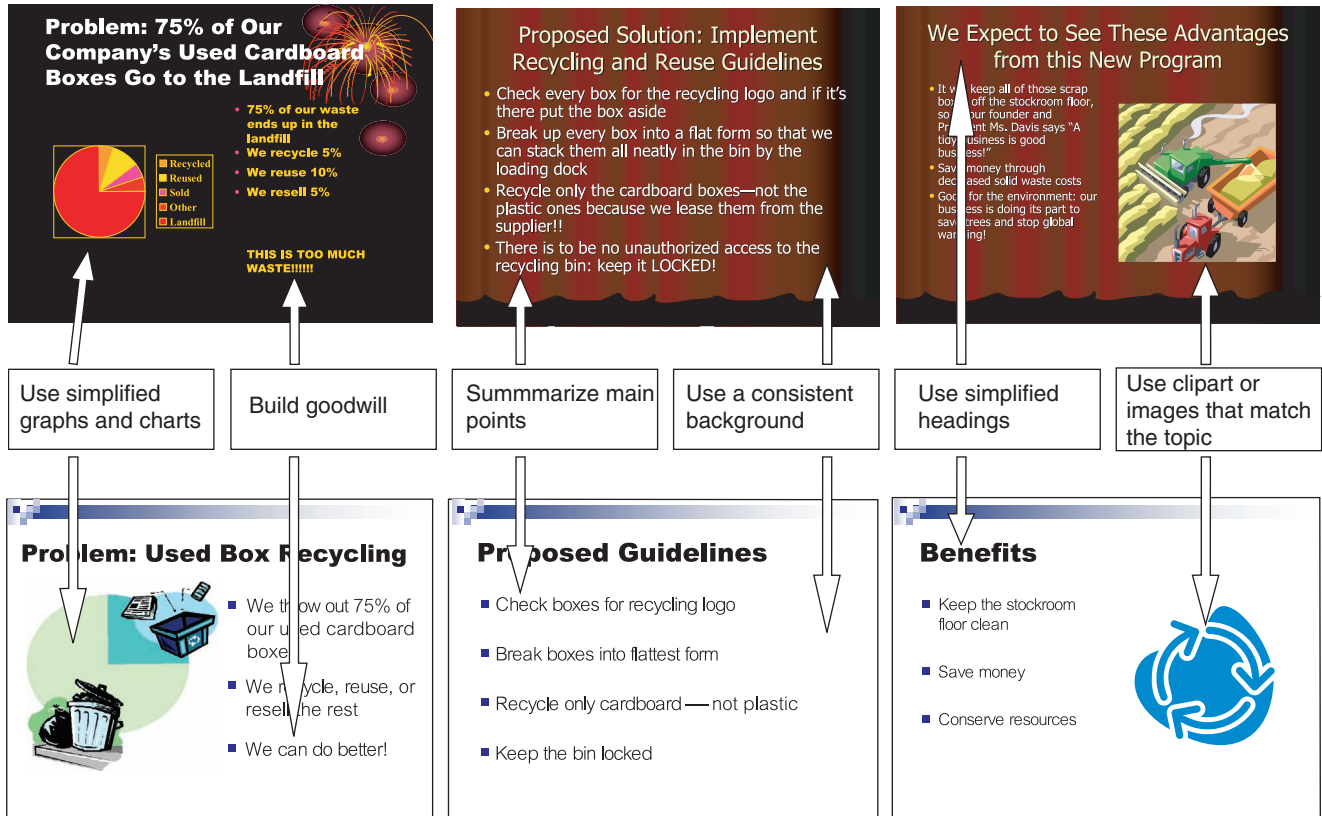 Problem: 75% of Our
Company's Used Cardboard
Boxes Go to the Landfill
• 75% of our waste
ends up in the
landfill
• We recycle 5%
• We reuse 10%
• We resell 5%
Recycled
Reused
Sold
Other
Landfill
THIS IS TOO MUCH
WASTE!!!!!!
Proposed Solution: Implement
Recycling and Reuse Guidelines
• Check every box for the recycling logo and if it's
there put the box aside
• Break up every box into a flat form so that we
can stack them all neatly in the bin by the
loading dock
• Recycle only the cardboard boxes—not the
plastic ones because we lease them from the
supplier!!
• There is to be no unauthorized access to the
recycling bin: keep it LOCKED!
We Expect to See These Advantages
from this New Program
• It will keep all of those scrap
boxes off the stockroom floor,
so our founder and
President Ms. Davis says "A
tidy business is good
business!"
• Save money through
decreased solid waste costs
• Good for the environment: our
business is doing its part to
save trees and stop global
warming!
Use simplified
graphs and charts
Build goodwill
Summmarize main
points
Use a consistent
background
Use simplified
headings
Use clipart or
images that match
the topic
Problem: Used Box Recycling
■ We throw out 75% of
our used cardboard
boxes
■ We recycle, reuse, or
resell the rest
■ We can do better!
Proposed Guidelines
■ Check boxes for recycling logo
■ Break boxes into flattest form
■ Recycle only cardboard — not plastic
■ Keep the bin locked
Benefits
■ Keep the stockroom
floor clean
■ Save money
■ Conserve resources